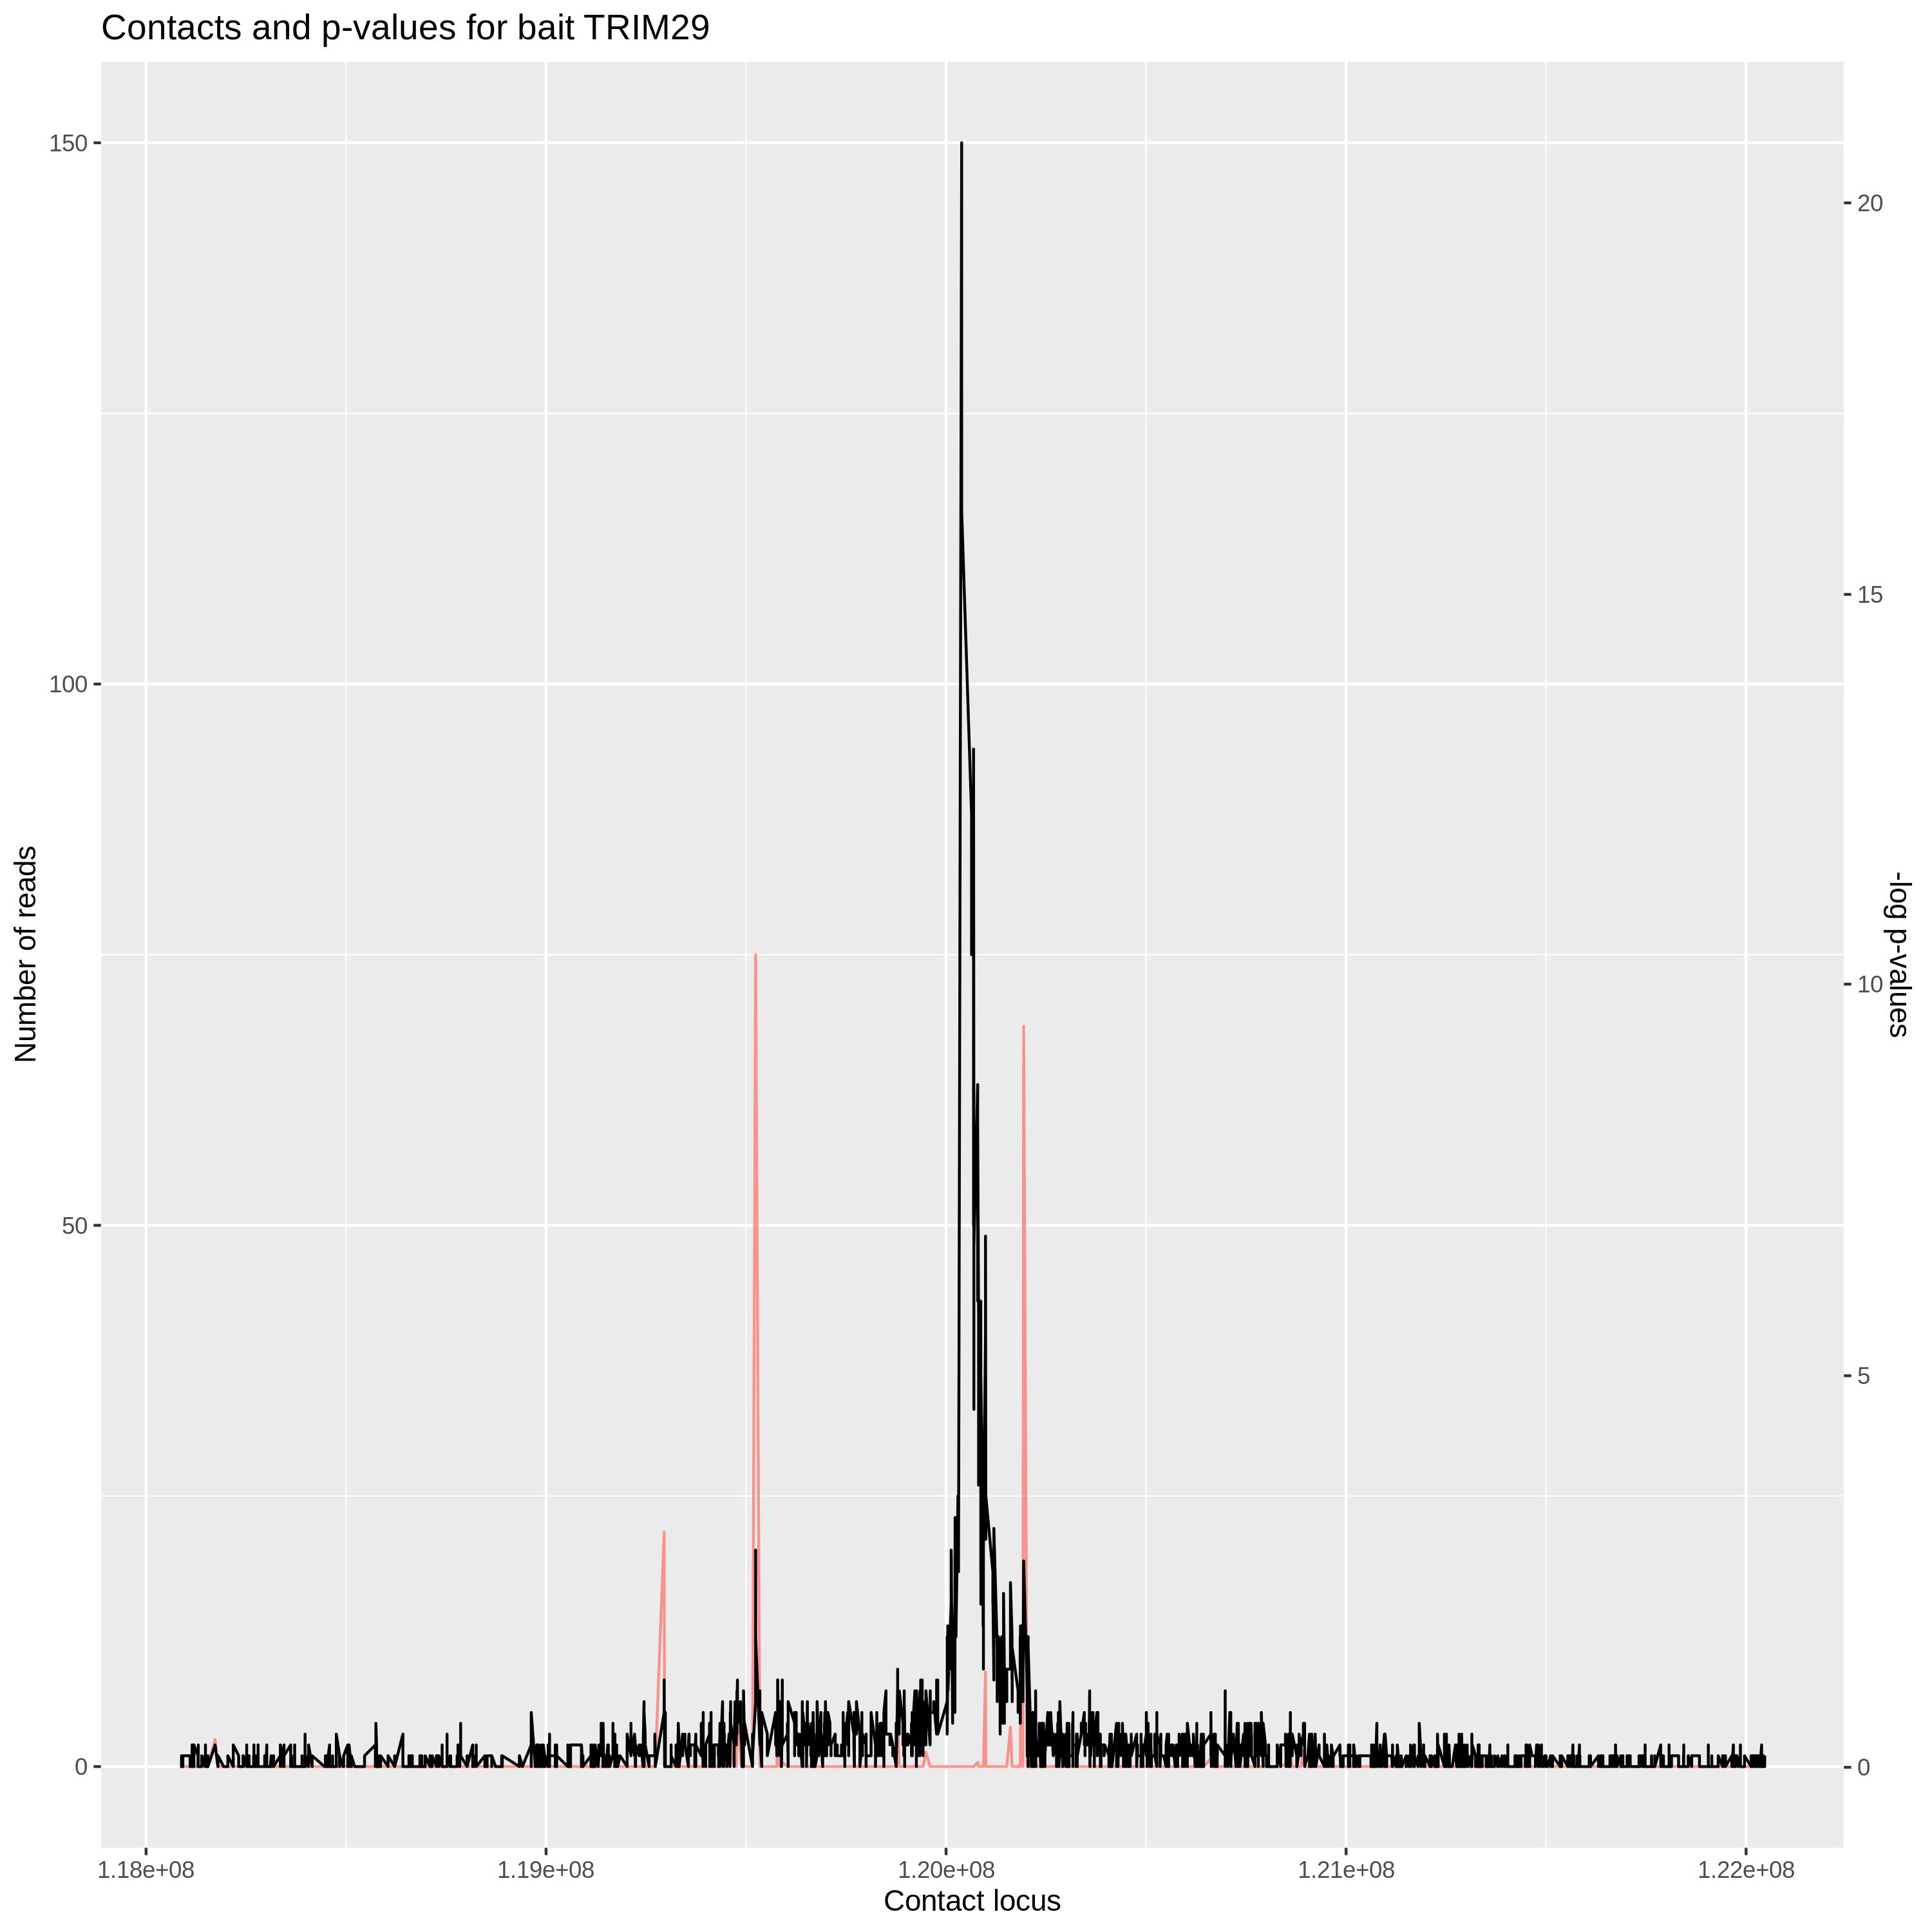 Contacts and p-values for bait TRIM29
150
100
50
0
Number of reads
20
15
10
5
0
-log p-values
1.18e+08
1.19e+08
1.20e+08
1.21e+08
1.22e+08
Contact locus